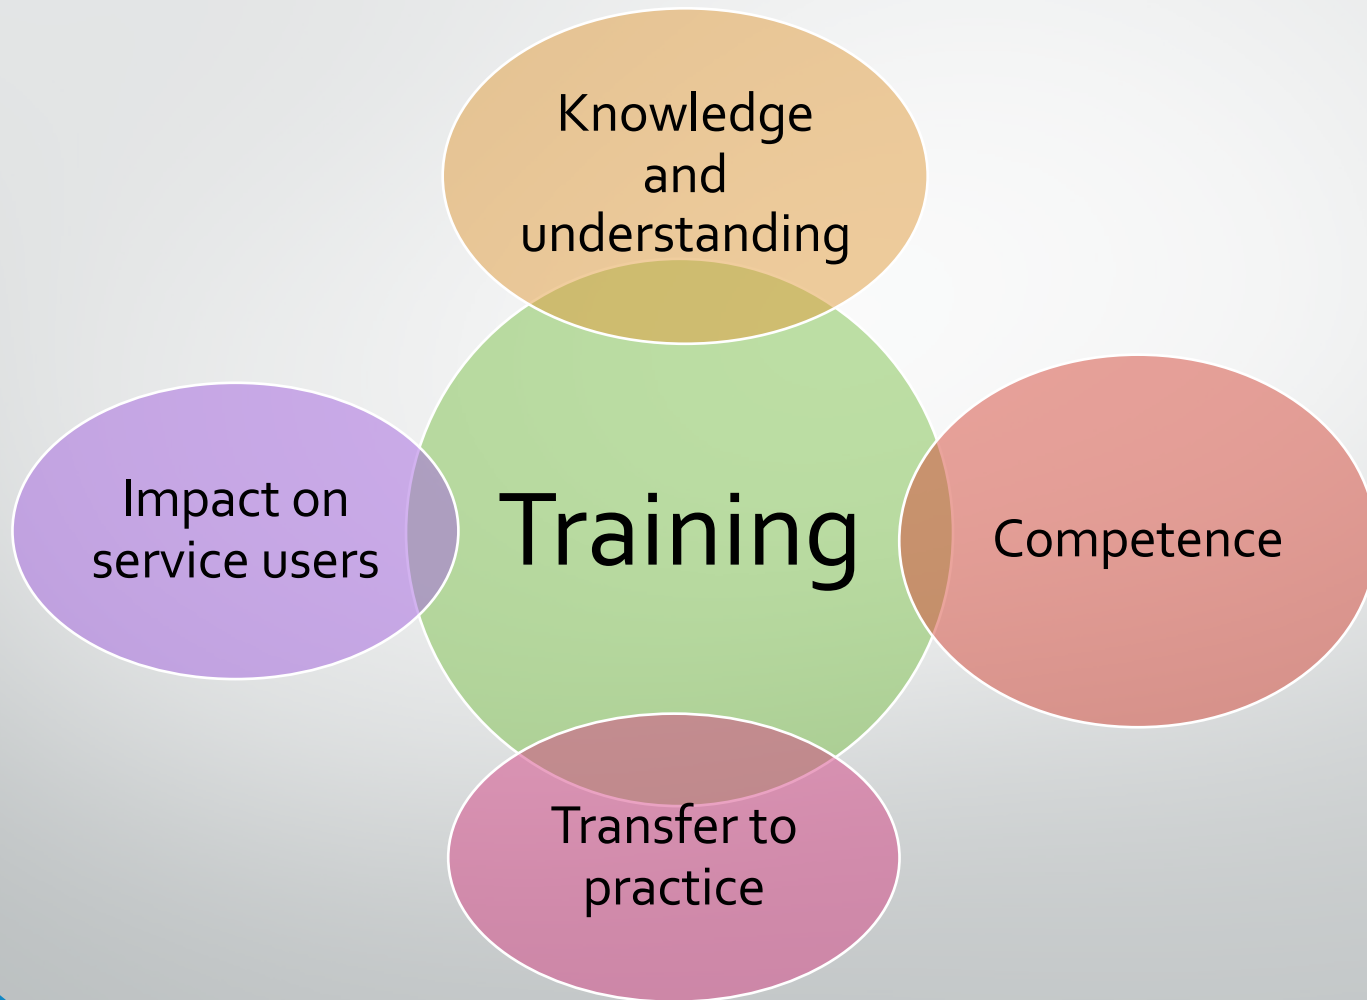 Knowledge
and
understanding
Impact on
service users
Training
Competence
Transfer to
practice